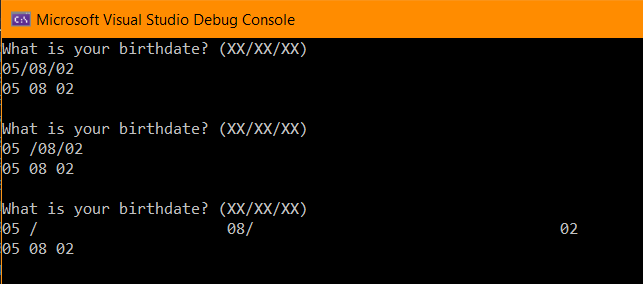 C:\ Microsoft Visual Studio Debug Console
What is your birthdate? (XX/XX/XX)
05/08/02
05 08 02
What is your birthdate? (XX/XX/XX)
05 /08/02
05 08 02
What is your birthdate? (XX/XX/XX)
05 /                     08/                                  02
05 08 02